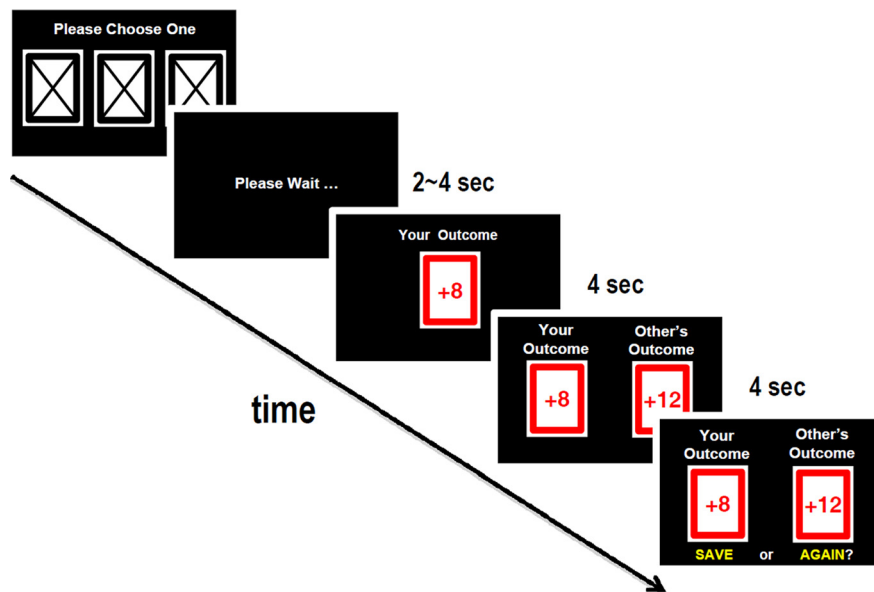 Please Choose One
Please Wait ...
2~4 sec
Your Outcome
+8
4 sec
Your Other's
Outcome Outcome
+8 +12
4 sec
time
Your Other's
Outcome Outcome
+8 +12
SAVE or AGAIN?